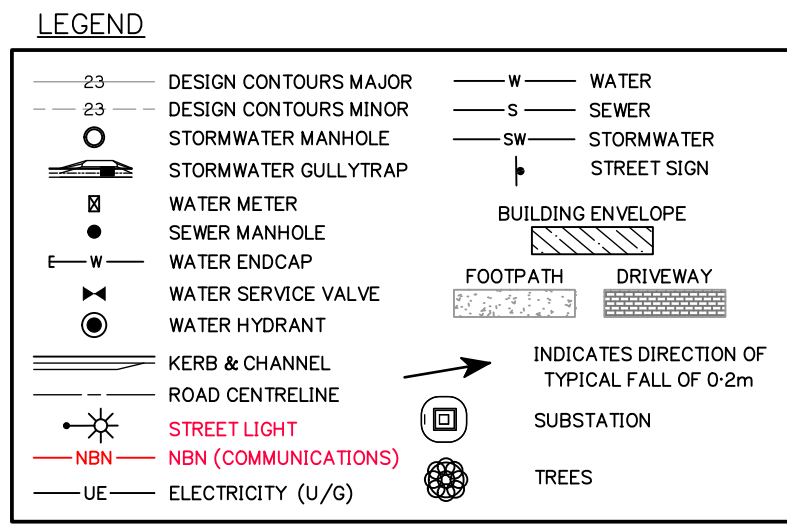 LEGEND
23 DESIGN CONTOURS MAJOR
23 DESIGN CONTOURS MINOR
STORMWATER MANHOLE
STORMWATER GULLYTRAP
WATER METER
SEWER MANHOLE
E W WATER ENDCAP
WATER SERVICE VALVE
WATER HYDRANT
KERB & CHANNEL
ROAD CENTRELINE
STREET LIGHT
NBN NBN (COMMUNICATIONS)
UE ELECTRICITY (U/G)
W WATER
S SEWER
SW STORMWATER
STREET SIGN
BUILDING ENVELOPE
FOOTPATH DRIVEWAY
INDICATES DIRECTION OF
TYPICAL FALL OF 0·2m
SUBSTATION
TREES